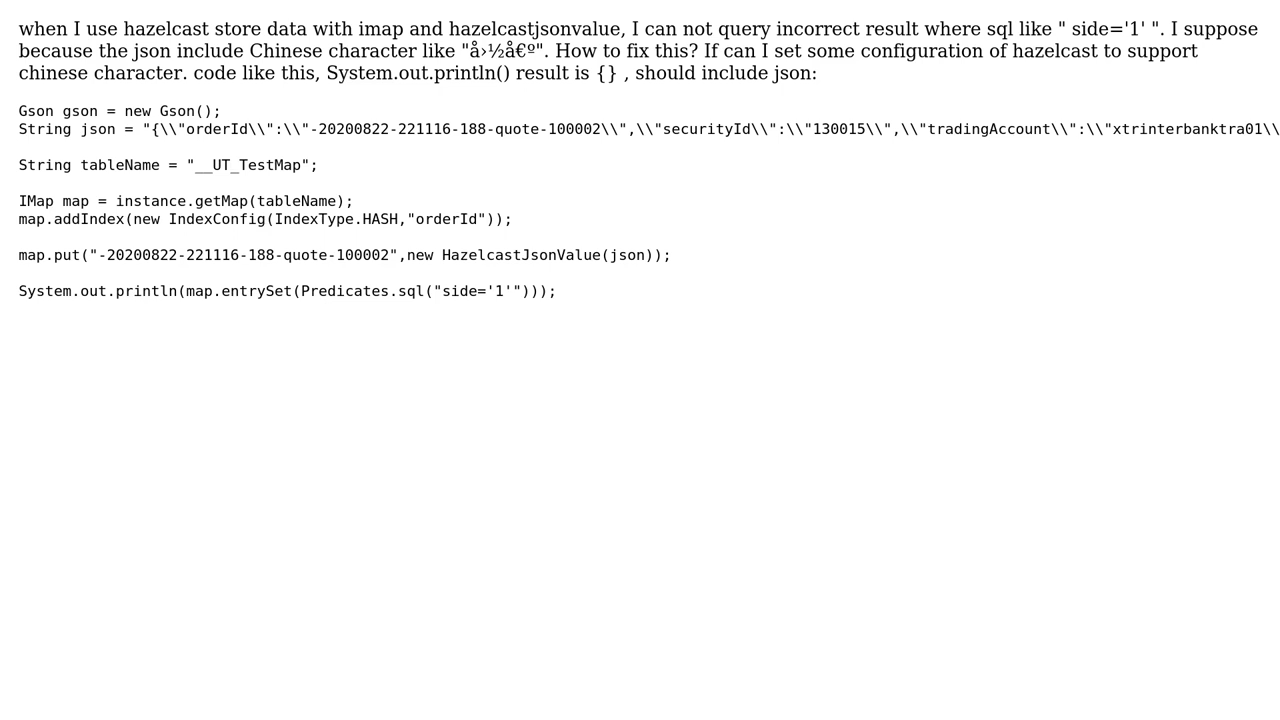 when I use hazelcast store data with imap and hazelcastjsonvalue, I can not query incorrect result where sql like " side='1' ". I suppose
because the json include Chinese character like "å›½å€º". How to fix this? If can I set some configuration of hazelcast to support
chinese character. code like this, System.out.println() result is {} , should include json:
Gson gson = new Gson();
String json = "{\\"orderId\\":\\"-20200822-221116-188-quote-100002\\",\\"securityId\\":\\"130015\\",\\"tradingAccount\\":\\"xtrinterbanktra01\\
String tableName = "__UT_TestMap";
IMap map = instance.getMap(tableName);
map.addIndex(new IndexConfig(IndexType.HASH,"orderId"));
map.put("-20200822-221116-188-quote-100002",new HazelcastJsonValue(json));
System.out.println(map.entrySet(Predicates.sql("side='1'")));